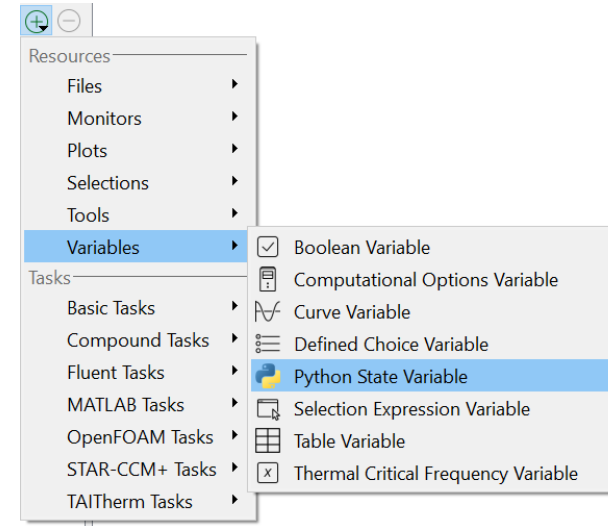 Resources
Files
Monitors
Plots
Selections
Tools
Variables
Tasks
Basic Tasks
Compound Tasks
Fluent Tasks
MATLAB Tasks
OpenFOAM Tasks
STAR-CCM+ Tasks
TAITherm Tasks
Boolean Variable
Computational Options Variable
Curve Variable
Defined Choice Variable
Python State Variable
Selection Expression Variable
Table Variable
x Thermal Critical Frequency Variable